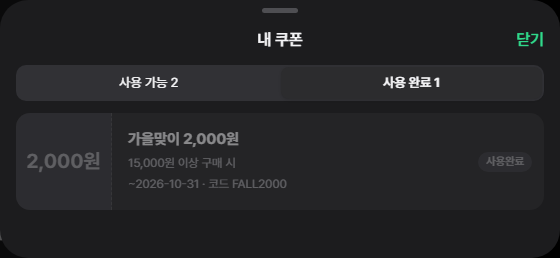 내 쿠폰
닫기
사용 가능 2
사용 완료 1
2,000원
가을맞이 2,000원
15,000원 이상 구매 시
~2026-10-31 · 코드 FALL2000
사용완료